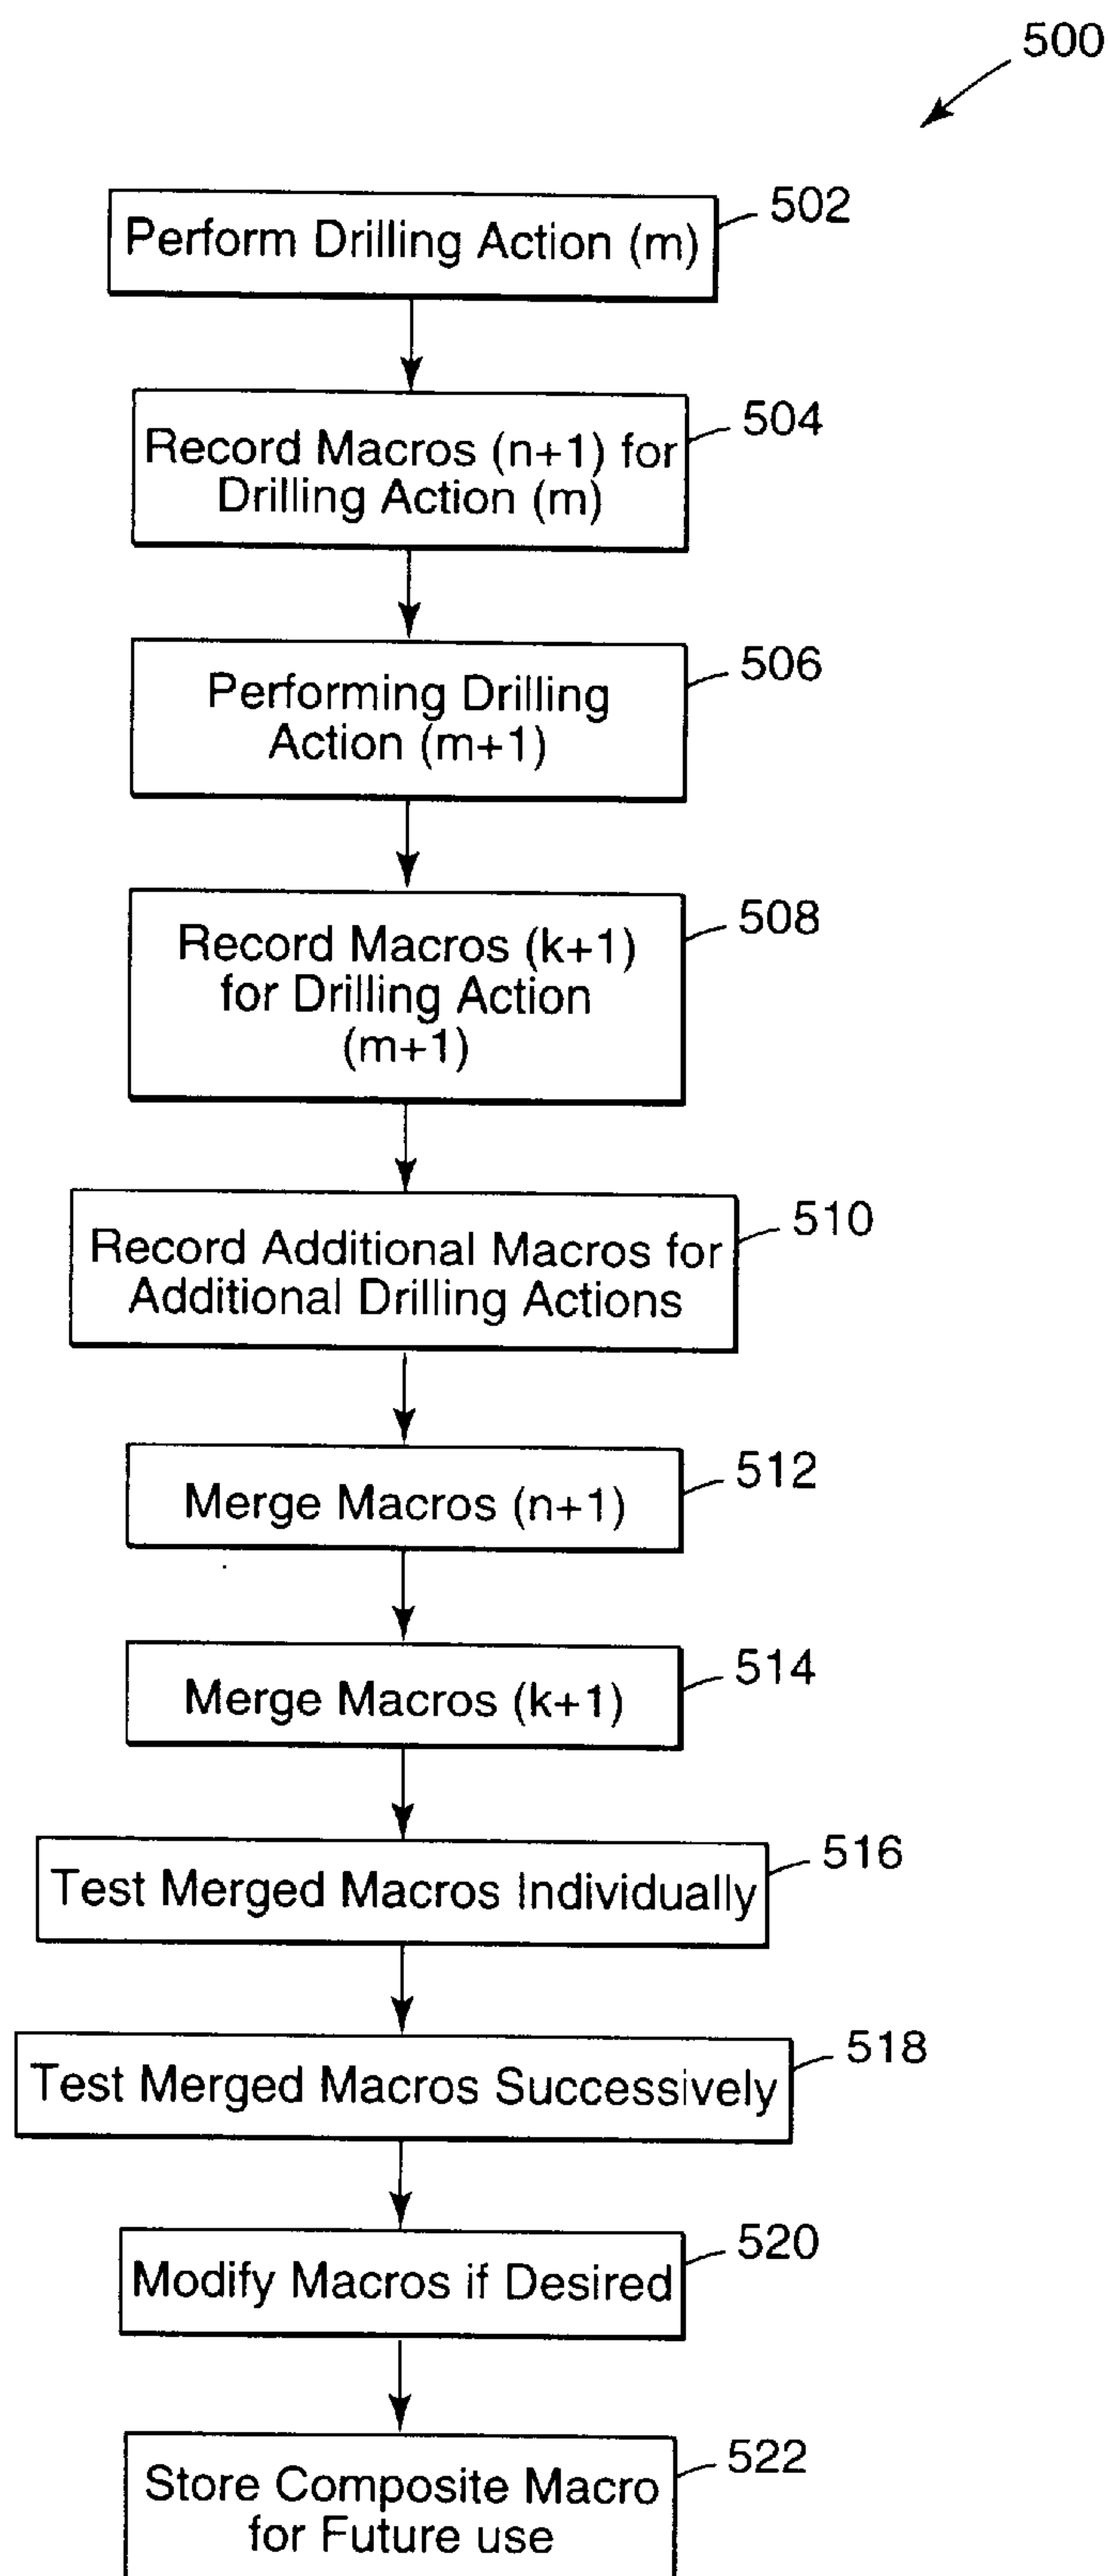 500
Perform Drilling Action (m)
502
Record Macros (n+1) for
Drilling Action (m)
504
Performing Drilling
Action (m+1)
506
Record Macros (k+1)
for Drilling Action
(m+1)
508
Record Additional Macros for
Additional Drilling Actions
510
Merge Macros (n+1)
512
Merge Macros (k+1)
514
Test Merged Macros Individually
516
Test Merged Macros Successively
518
Modify Macros if Desired
520
Store Composite Macro
for Future use
522